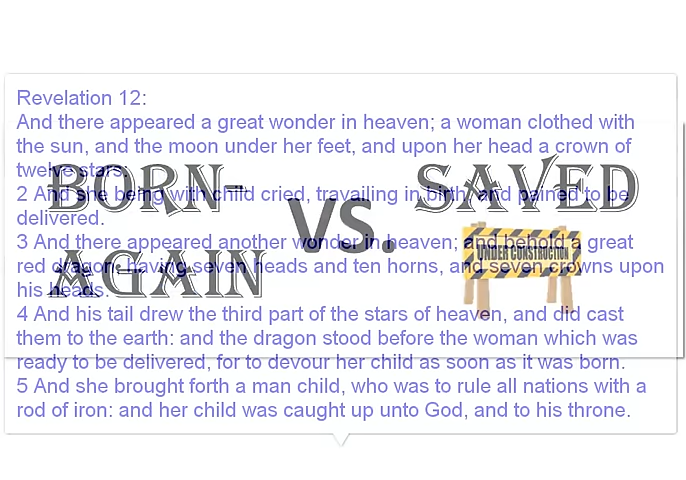 Revelation 12:
And there appeared a great wonder in heaven; a woman clothed with
the sun, and the moon under her feet, and upon her head a crown of
twelve stars:
2 And she being with child cried, travailing in birth, and pained to be
delivered.
3 And there appeared another wonder in heaven; and behold a great
red dragon, having seven heads and ten horns, and seven crowns upon
his heads.
4 And his tail drew the third part of the stars of heaven, and did cast
them to the earth: and the dragon stood before the woman which was
ready to be delivered, for to devour her child as soon as it was born.
5 And she brought forth a man child, who was to rule all nations with a
rod of iron: and her child was caught up unto God, and to his throne.
BORN-
AGAIN
VS.
SAVED
UNDER CONSTRUCTION